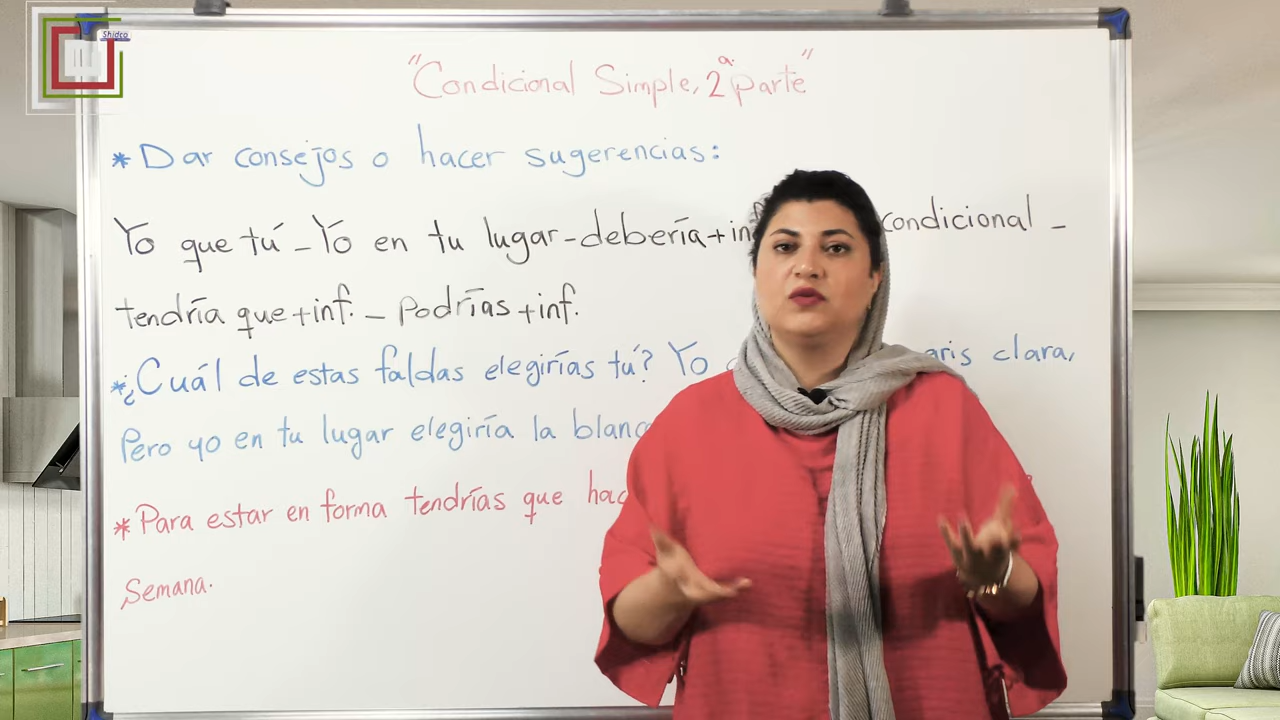 Shidco
"Condicional Simple, 2ª parte"
* Dar consejos o hacer sugerencias:
Yo que tú - Yo en tu lugar - debería + in condicional -
tendría que + inf. - Podrías + inf.
* ¿Cuál de estas faldas elegirías tú? Yo gris clara,
Pero yo en tu lugar elegiría la blanc
* Para estar en forma tendrías que hac
Semana.